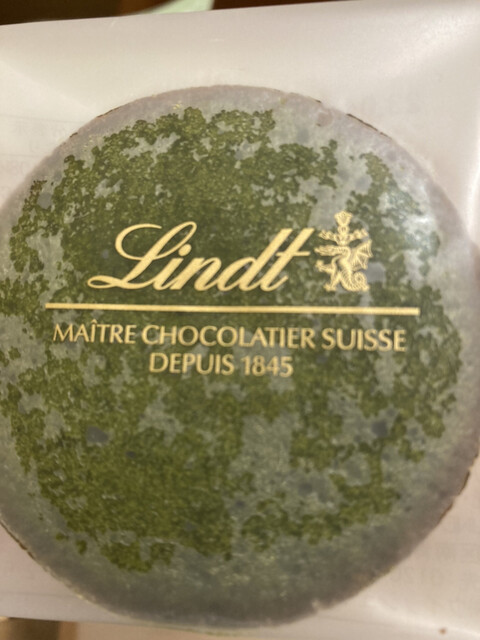 Lindt
MAÎTRE CHOCOLATIER SUISSE
DEPUIS 1845